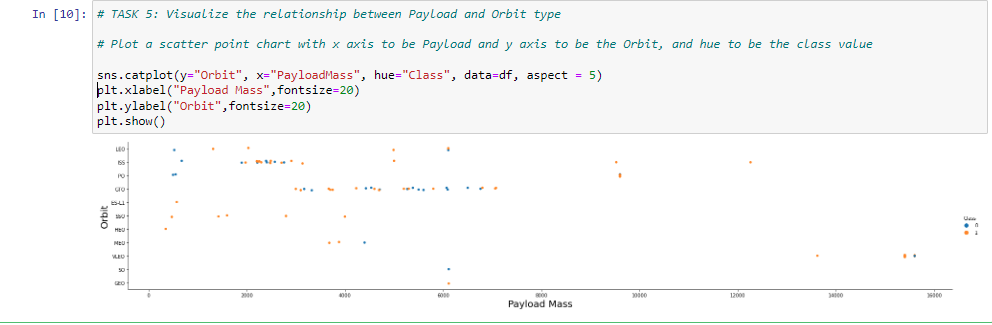 In [10]: # TASK 5: Visualize the relationship between Payload and Orbit type
# Plot a scatter point chart with x axis to be Payload and y axis to be the Orbit, and hue to be the class value
sns.catplot(y="Orbit", x="PayloadMass", hue="Class", data=df, aspect = 5)
plt.xlabel("Payload Mass",fontsize=20)
plt.ylabel("Orbit",fontsize=20)
plt.show()
LEO
ISS
PO
GTO
ES-L1
SSO
HEO
MEO
VLEO
SO
GEO
Orbit
Class
0
1
0 2000 4000 6000 8000 10000 12000 14000 16000
Payload Mass